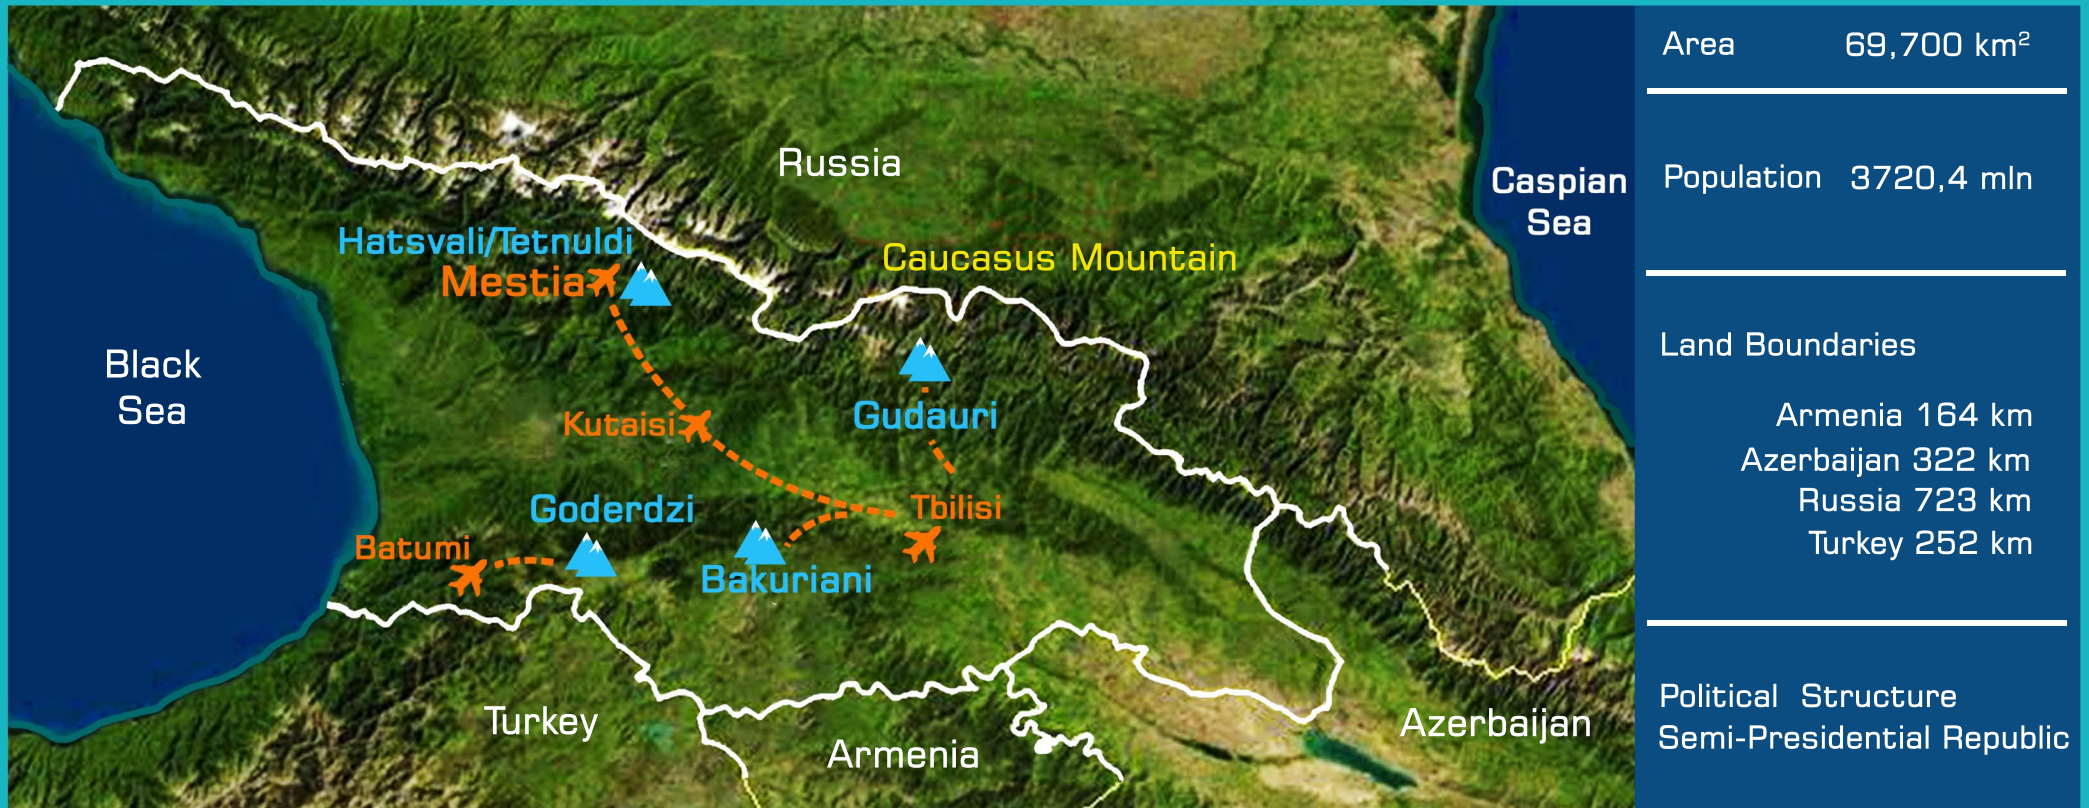 Russia
Caspian
Sea
Hatsvali/Tetnuldi
Mestia
Caucasus Mountain
Black
Sea
Kutaisi
Gudauri
Goderdzi
Tbilisi
Batumi
Bakuriani
Turkey
Armenia
Azerbaijan
Area 69,700 km²
Population 3720,4 mln
Land Boundaries
Armenia 164 km
Azerbaijan 322 km
Russia 723 km
Turkey 252 km
Political Structure
Semi-Presidential Republic